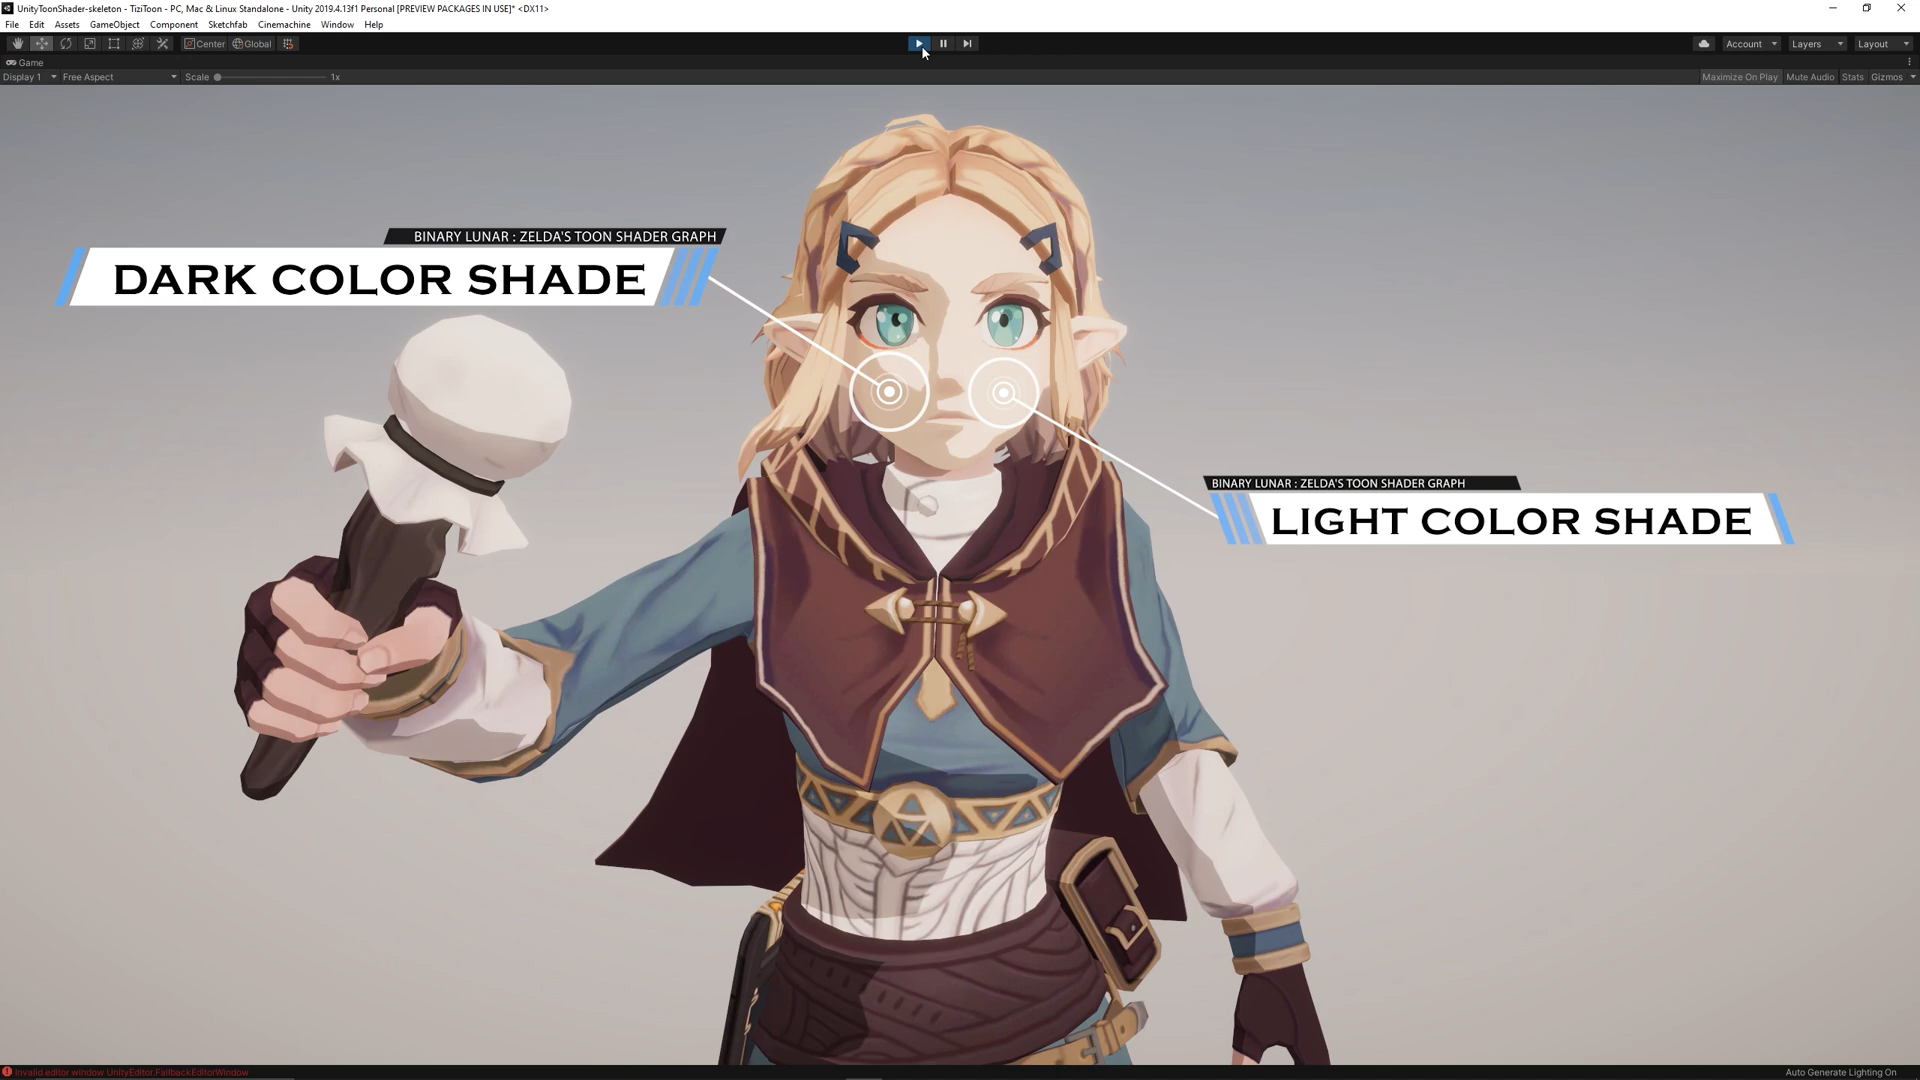 UnityToonShader-skeleton - TiziToon - PC, Mac & Linux Standalone - Unity 2019.4.13f1 Personal [PREVIEW PACKAGES IN USE]* <DX11>
File Edit Assets GameObject Component Tools Sketchfab Cinemachine Window Help
Center Global Account Layers Layout
Game
Display 1 Free Aspect Scale 1x Maximize On Play Mute Audio Stats Gizmos
BINARY LUNAR : ZELDA'S TOON SHADER GRAPH
DARK COLOR SHADE
BINARY LUNAR : ZELDA'S TOON SHADER GRAPH
LIGHT COLOR SHADE
Invalid editor window UnityEditor.FallbackEditorWindow
Auto Generate Lighting On